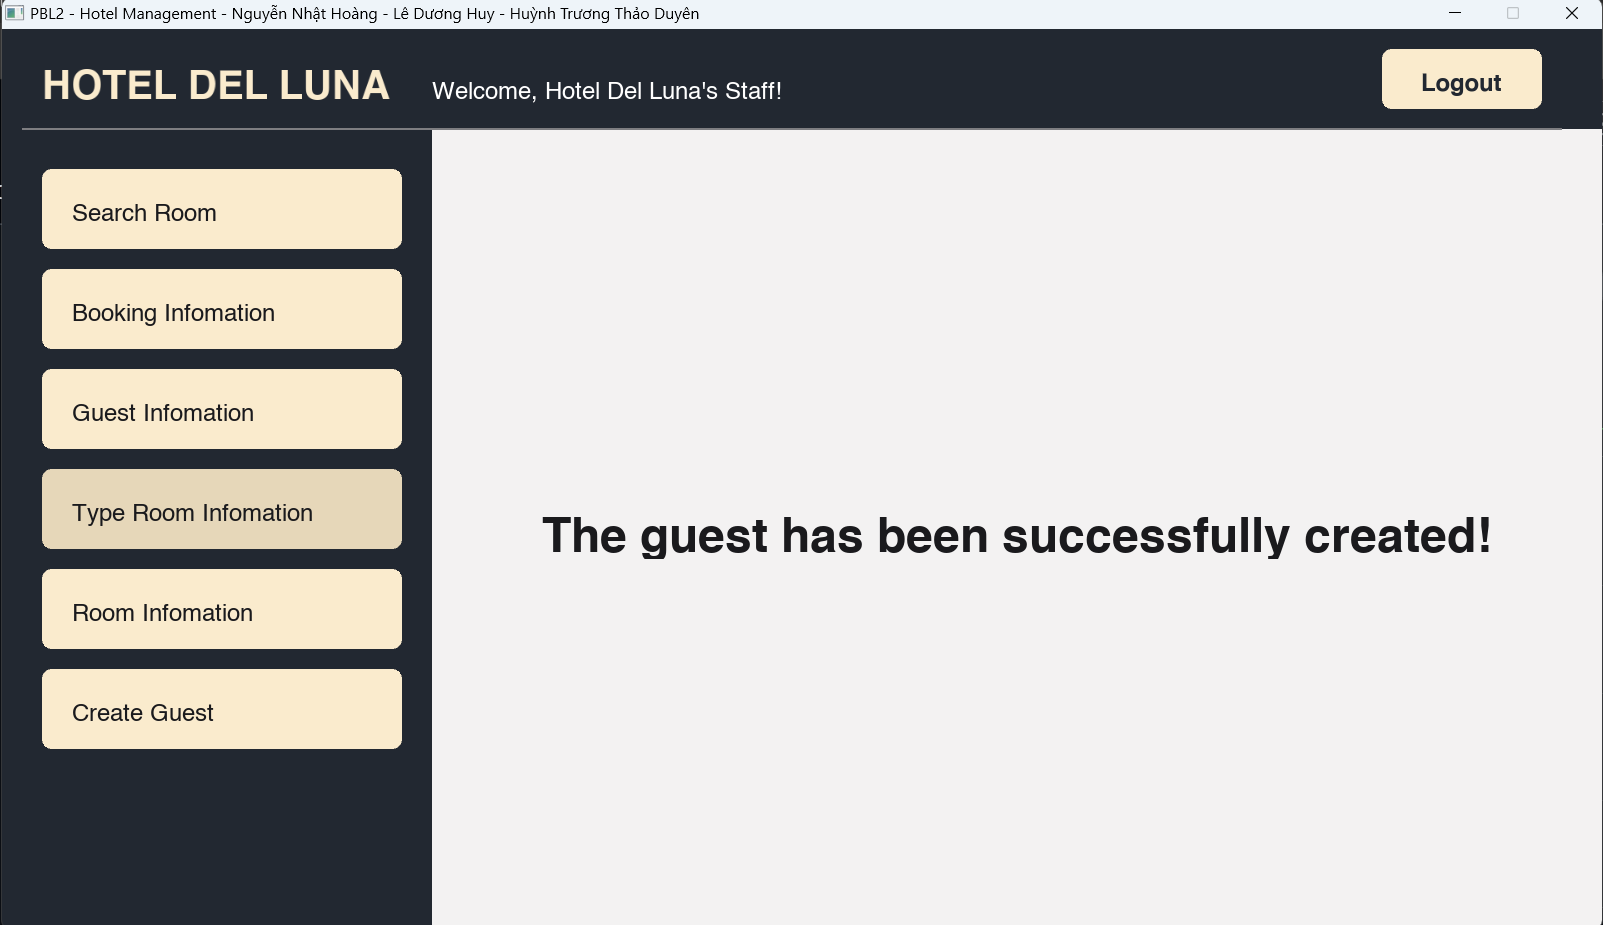 PBL2 - Hotel Management - Nguyễn Nhật Hoàng - Lê Dương Huy - Huỳnh Trương Thảo Duyên
HOTEL DEL LUNA
Welcome, Hotel Del Luna's Staff!
Logout
Search Room
Booking Infomation
Guest Infomation
Type Room Infomation
Room Infomation
Create Guest
The guest has been successfully created!